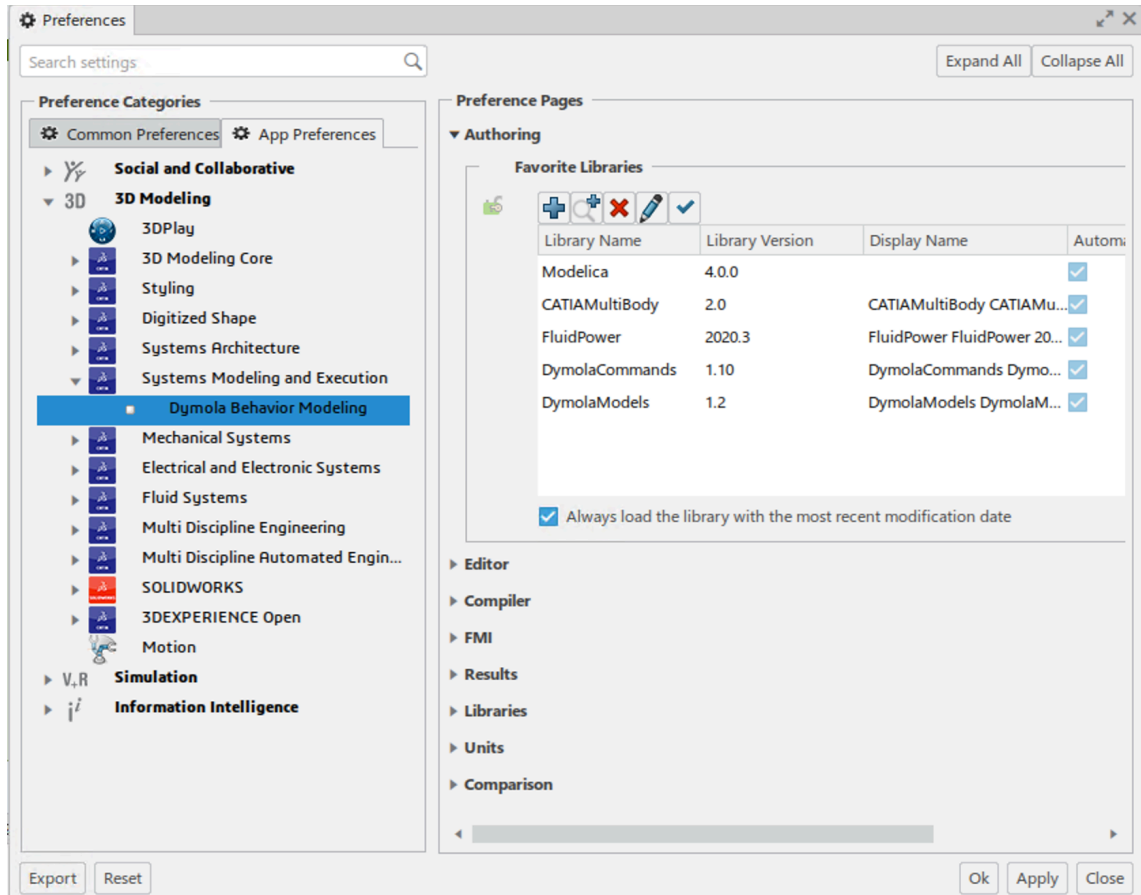 Preferences
Search settings
Expand All
Collapse All
Preference Categories
Common Preferences
App Preferences
Social and Collaborative
3D
3D Modeling
3DPlay
3D Modeling Core
Styling
Digitized Shape
Systems Architecture
Systems Modeling and Execution
Dymola Behavior Modeling
Mechanical Systems
Electrical and Electronic Systems
Fluid Systems
Multi Discipline Engineering
Multi Discipline Automated Engin...
SOLIDWORKS
3DEXPERIENCE Open
Motion
V+R
Simulation
Information Intelligence
Preference Pages
Authoring
Favorite Libraries
Library Name Library Version Display Name Automa
Modelica 4.0.0
CATIAMultiBody 2.0 CATIAMultiBody CATIAMu...
FluidPower 2020.3 FluidPower FluidPower 20...
DymolaCommands 1.10 DymolaCommands Dymo...
DymolaModels 1.2 DymolaModels DymolaM...
Always load the library with the most recent modification date
Editor
Compiler
FMI
Results
Libraries
Units
Comparison
Export
Reset
Ok
Apply
Close